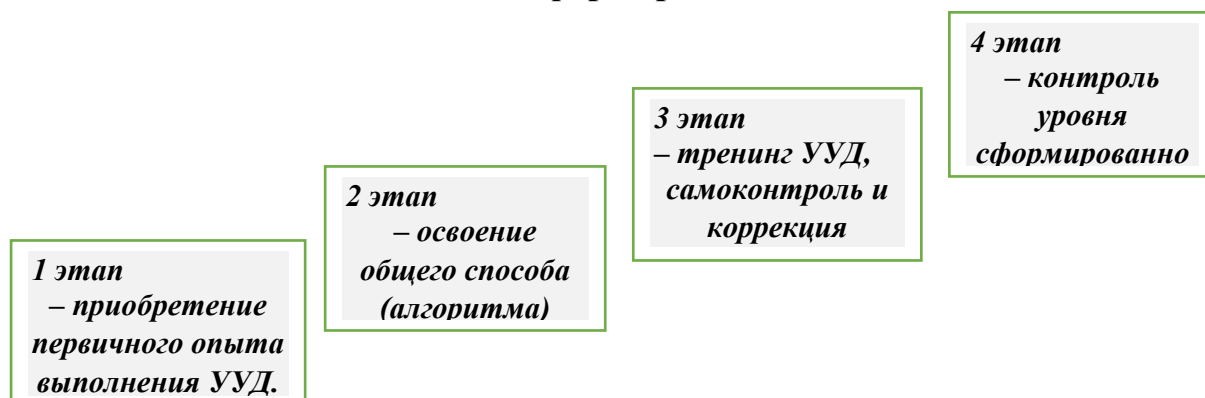 1 этап
– приобретение
первичного опыта
выполнения УУД.
2 этап
– освоение
общего способа
(алгоритма)
3 этап
– тренинг УУД,
самоконтроль и
коррекция
4 этап
– контроль
уровня
сформированно